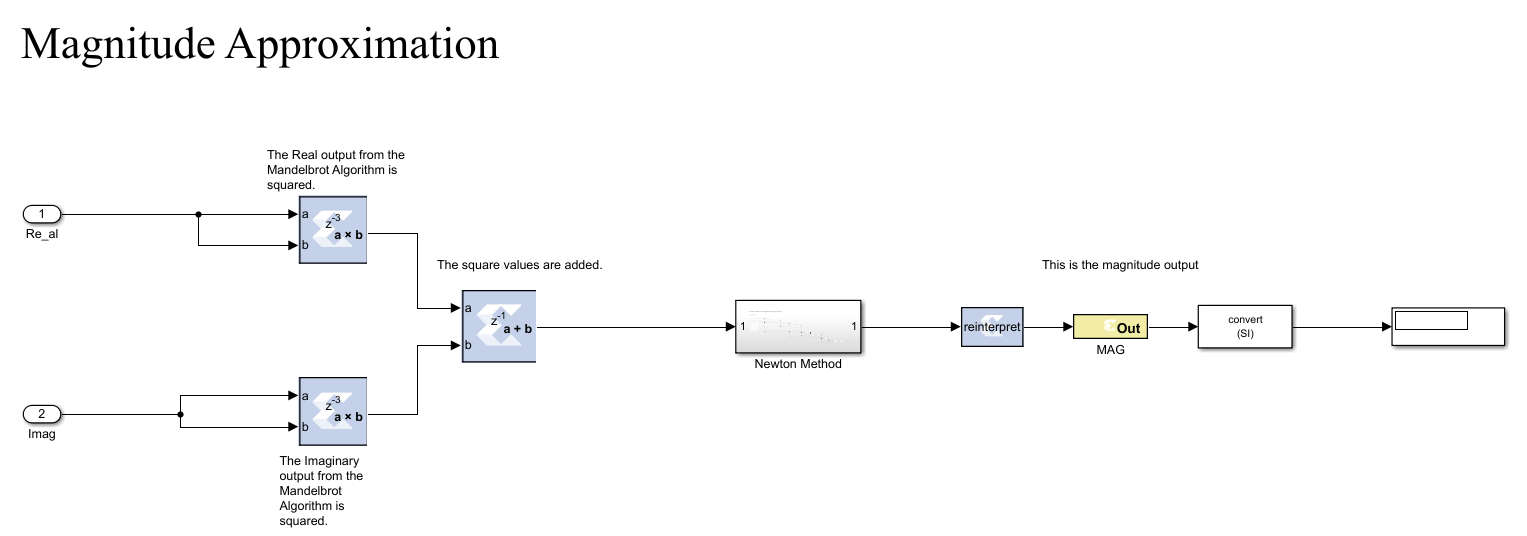 Magnitude Approximation
The Real output from the
Mandelbrot Algorithm is
squared.
1
Re_al
a
b
z-3
a × b
The square values are added.
a
b
z-1
a + b
2
Imag
a
b
z-3
a × b
The Imaginary
output from the
Mandelbrot
Algorithm is
squared.
1
1
Newton Method
This is the magnitude output
reinterpret
Out
MAG
convert
(SI)